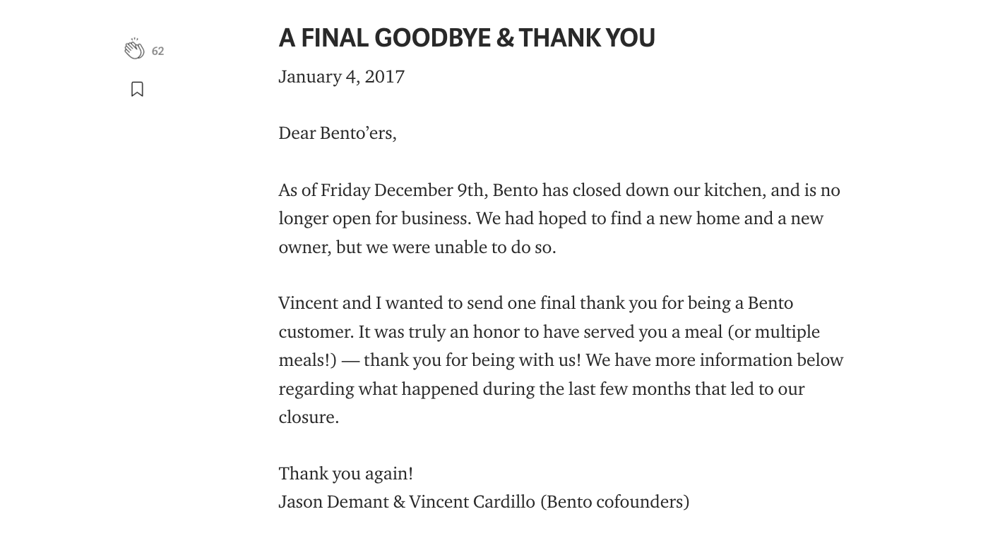 A FINAL GOODBYE & THANK YOU
62
January 4, 2017
Dear Bento’ers,
As of Friday December 9th, Bento has closed down our kitchen, and is no
longer open for business. We had hoped to find a new home and a new
owner, but we were unable to do so.
Vincent and I wanted to send one final thank you for being a Bento
customer. It was truly an honor to have served you a meal (or multiple
meals!) — thank you for being with us! We have more information below
regarding what happened during the last few months that led to our
closure.
Thank you again!
Jason Demant & Vincent Cardillo (Bento cofounders)